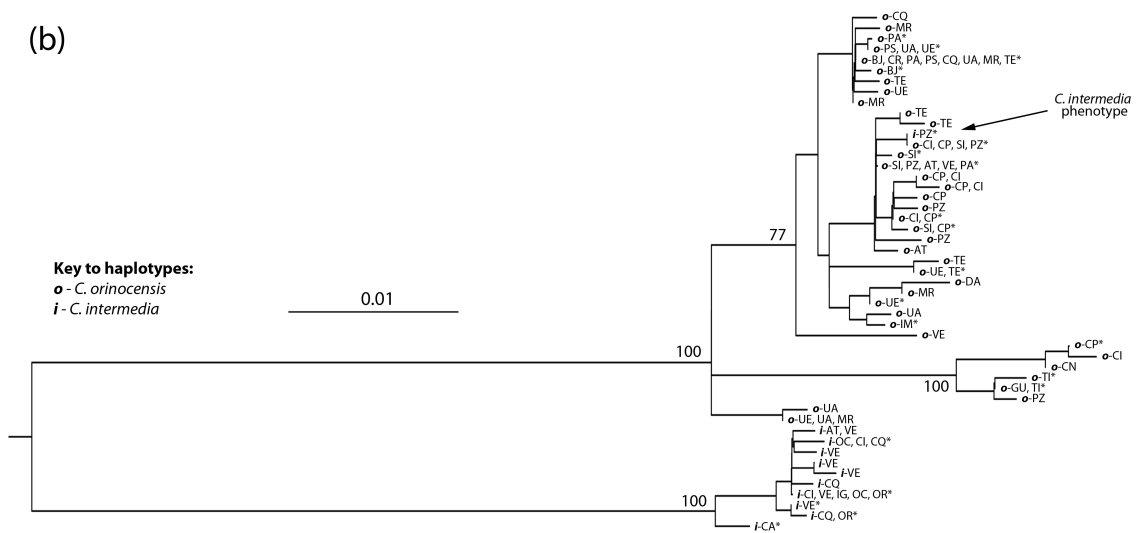 (b)
o-CQ
o-MR
o-PA*
o-PS, UA, UE*
o-BJ, CR, PA, PS, CQ, UA, MR, TE*
o-BJ*
o-TE
o-UE
o-MR
C. intermedia
phenotype
o-TE
o-TE
i-PZ*
o-CI, CP, SI, PZ*
o-SI*
o-SI, PZ, AT, VE, PA*
o-CP, CI
o-CP, CI
o-CP
o-PZ
o-CI, CP*
o-SI, CP*
o-PZ
o-AT
77
o-TE
o-UE, TE*
o-DA
o-MR
o-UE*
o-UA
o-IM*
o-VE
Key to haplotypes:
o - C. orinocensis
i - C. intermedia
0.01
100
o-CP*
o-CI
o-CN
o-TI*
o-GU, TI*
o-PZ
100
o-UA
o-UE, UA, MR
i-AT, VE
i-OC, CI, CQ*
i-VE
i-VE
i-VE
i-CQ
i-CI, VE, IG, OC, OR*
i-VE*
i-CQ, OR*
i-CA*
100